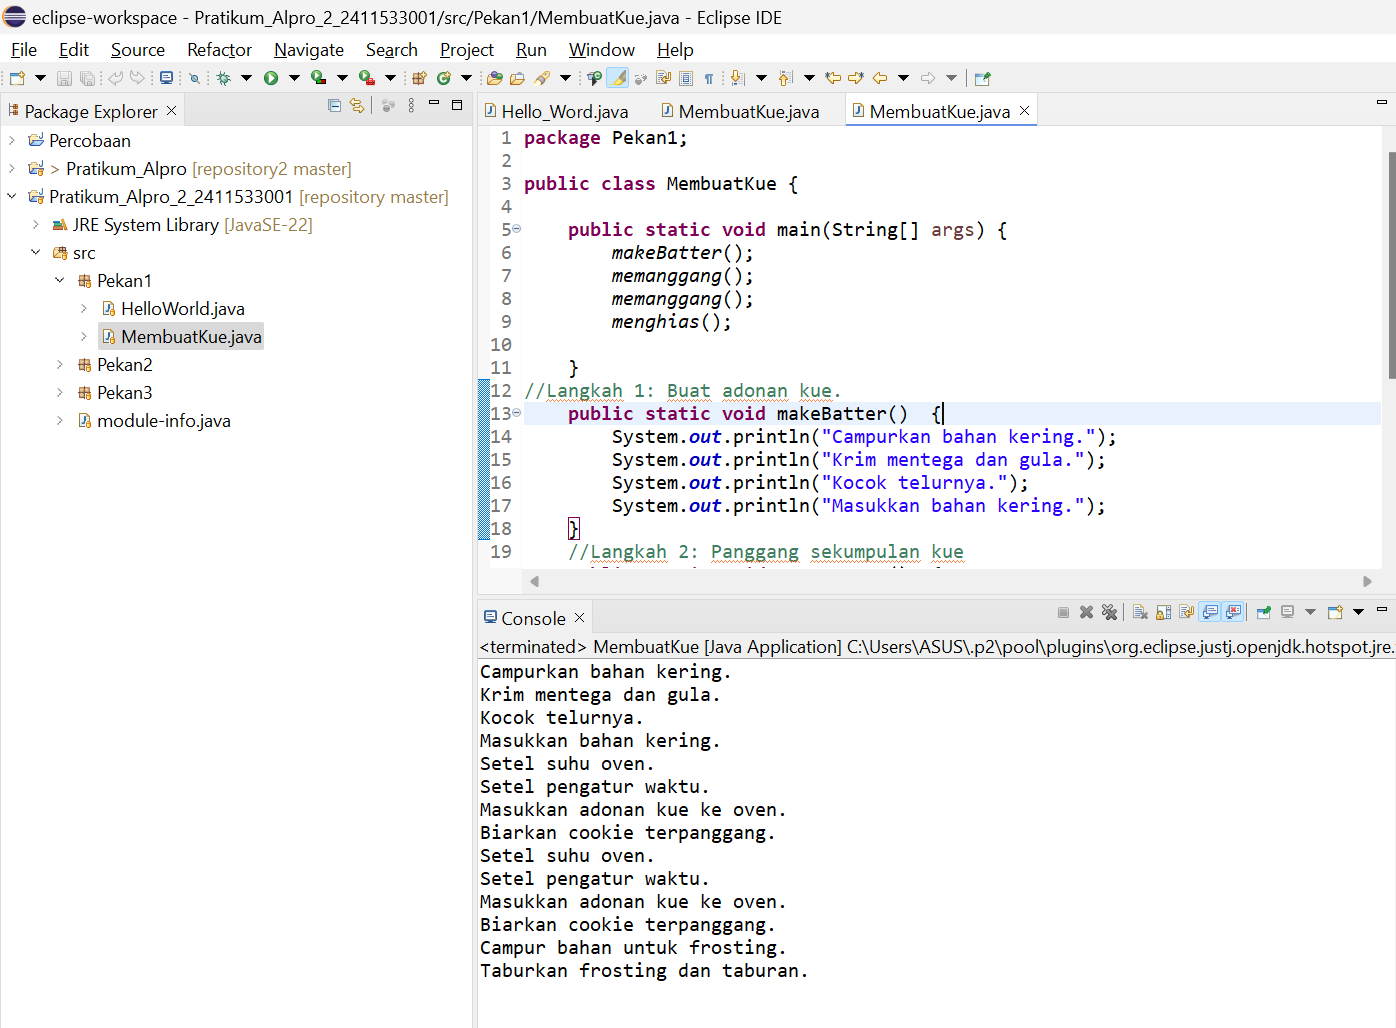 eclipse-workspace - Pratikum_Alpro_2_2411533001/src/Pekan1/MembuatKue.java - Eclipse IDE
File Edit Source Refactor Navigate Search Project Run Window Help
Package Explorer
Percobaan
> Pratikum_Alpro [repository2 master]
Pratikum_Alpro_2_2411533001 [repository master]
JRE System Library [JavaSE-22]
src
Pekan1
HelloWorld.java
MembuatKue.java
Pekan2
Pekan3
module-info.java
Hello_Word.java MembuatKue.java MembuatKue.java
1 package Pekan1;
2
3 public class MembuatKue {
4
5 public static void main(String[] args) {
6 makeBatter();
7 memanggang();
8 memanggang();
9 menghias();
10
11 }
12 //Langkah 1: Buat adonan kue.
13 public static void makeBatter()  {
14 System.out.println("Campurkan bahan kering.");
15 System.out.println("Krim mentega dan gula.");
16 System.out.println("Kocok telurnya.");
17 System.out.println("Masukkan bahan kering.");
18 }
19 //Langkah 2: Panggang sekumpulan kue
Console
<terminated> MembuatKue [Java Application] C:\Users\ASUS\.p2\pool\plugins\org.eclipse.justj.openjdk.hotspot.jre.
Campurkan bahan kering.
Krim mentega dan gula.
Kocok telurnya.
Masukkan bahan kering.
Setel suhu oven.
Setel pengatur waktu.
Masukkan adonan kue ke oven.
Biarkan cookie terpanggang.
Setel suhu oven.
Setel pengatur waktu.
Masukkan adonan kue ke oven.
Biarkan cookie terpanggang.
Campur bahan untuk frosting.
Taburkan frosting dan taburan.